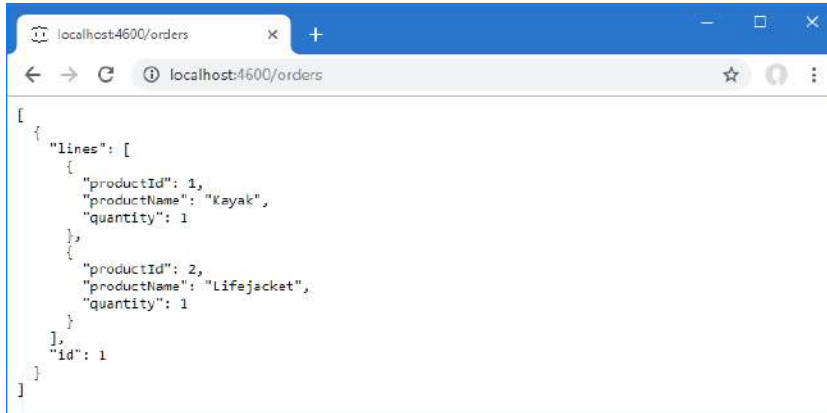 localhost:4600/orders
localhost:4600/orders
[
  {
    "lines": [
      {
        "productId": 1,
        "productName": "Kayak",
        "quantity": 1
      },
      {
        "productId": 2,
        "productName": "Lifejacket",
        "quantity": 1
      }
    ],
    "id": 1
  }
]